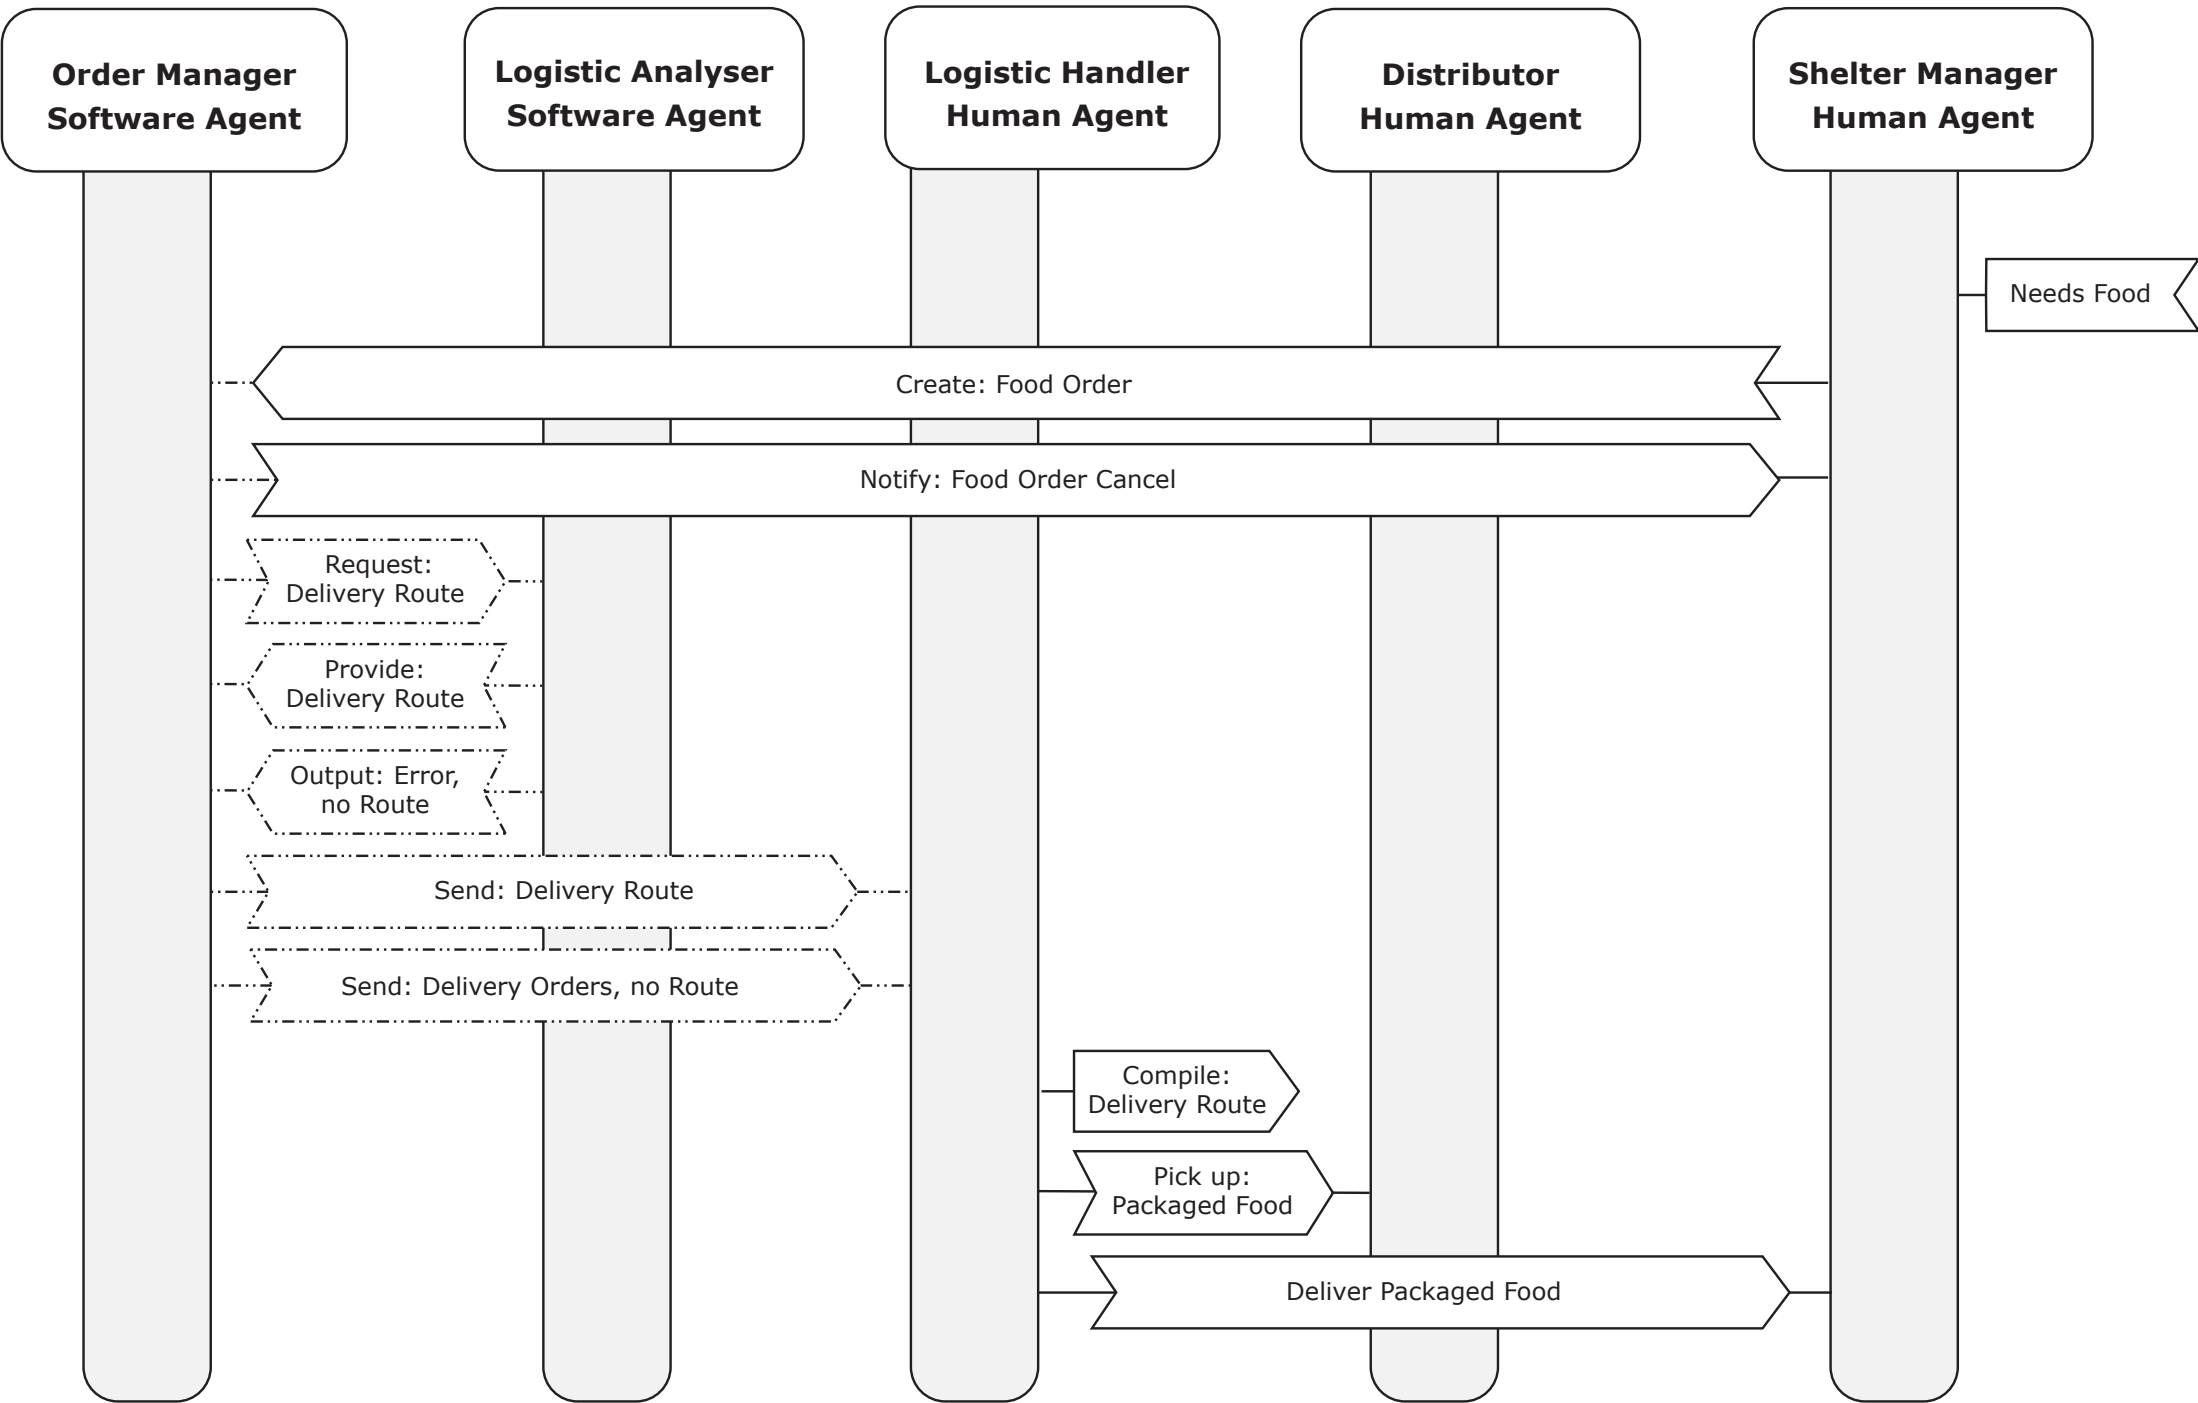 Order Manager
Software Agent
Logistic Analyser
Software Agent
Logistic Handler
Human Agent
Distributor
Human Agent
Shelter Manager
Human Agent
Needs Food
Create: Food Order
Notify: Food Order Cancel
Request:
Delivery Route
Provide:
Delivery Route
Output: Error,
no Route
Send: Delivery Route
Send: Delivery Orders, no Route
Compile:
Delivery Route
Pick up:
Packaged Food
Deliver Packaged Food